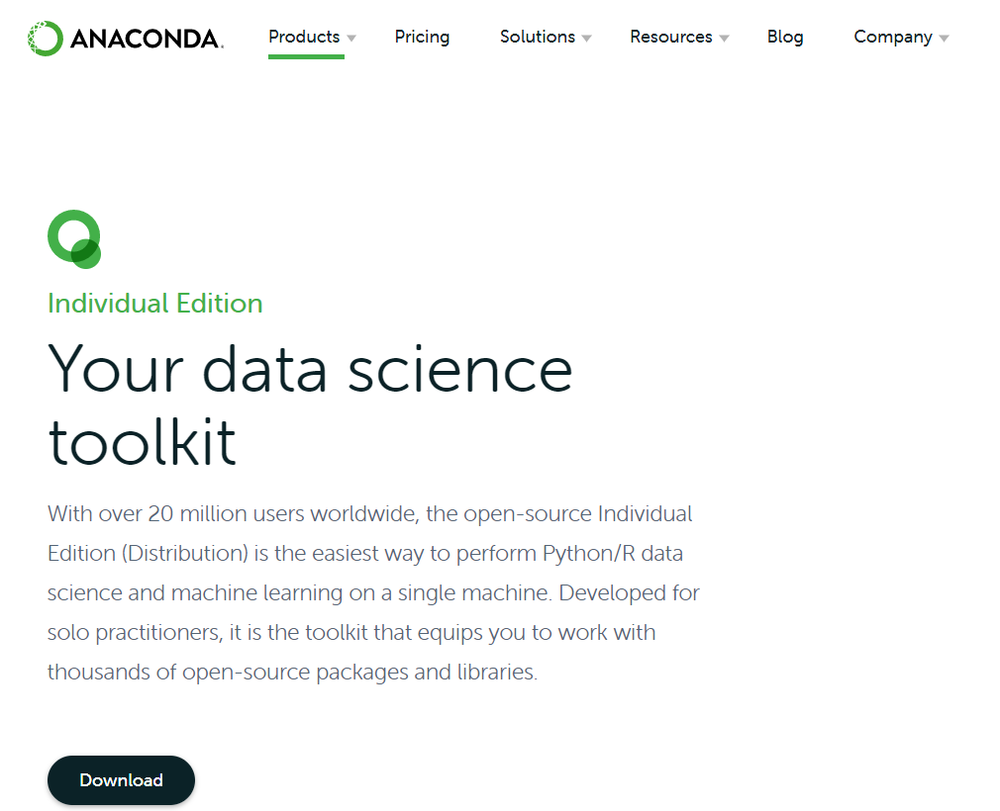 ANACONDA.
Products
Pricing
Solutions
Resources
Blog
Company
Individual Edition
Your data science
toolkit
With over 20 million users worldwide, the open-source Individual
Edition (Distribution) is the easiest way to perform Python/R data
science and machine learning on a single machine. Developed for
solo practitioners, it is the toolkit that equips you to work with
thousands of open-source packages and libraries.
Download